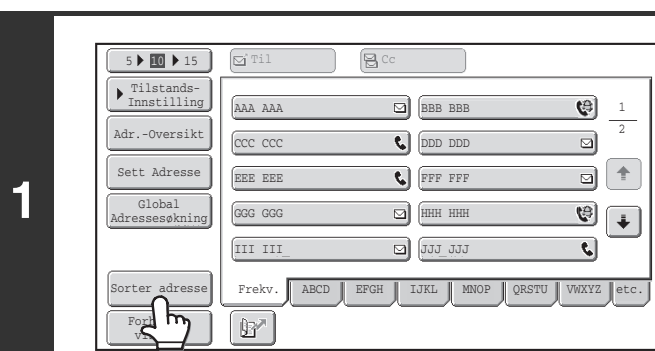 1
5 10 15
Til
Cc
Tilstands-
Innstilling
Adr.-Oversikt
Sett Adresse
Global
Adressesøkning
Sorter adresse
AAA AAA
BBB BBB
CCC CCC
DDD DDD
EEE EEE
FFF FFF
GGG GGG
HHH HHH
III III
JJJ JJJ
1
2
Frekv. ABCD EFGH IJKL MNOP QRSTU VWXYZ etc.